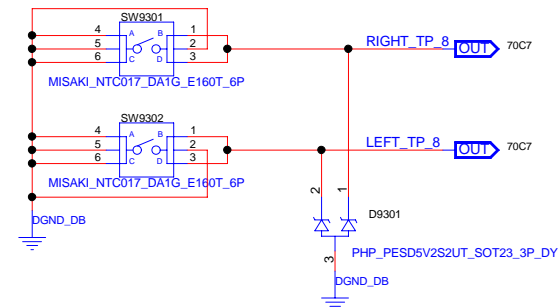 SW9301
4 A B 1
5 2
6 C D 3
RIGHT_TP_8 OUT 70C7
MISAKI_NTC017_DA1G_E160T_6P
SW9302
4 A B 1
5 2
6 C D 3
LEFT_TP_8 OUT 70C7
MISAKI_NTC017_DA1G_E160T_6P
2 1
DGND_DB
D9301
PHP_PESD5V2S2UT_SOT23_3P_DY
3
DGND_DB